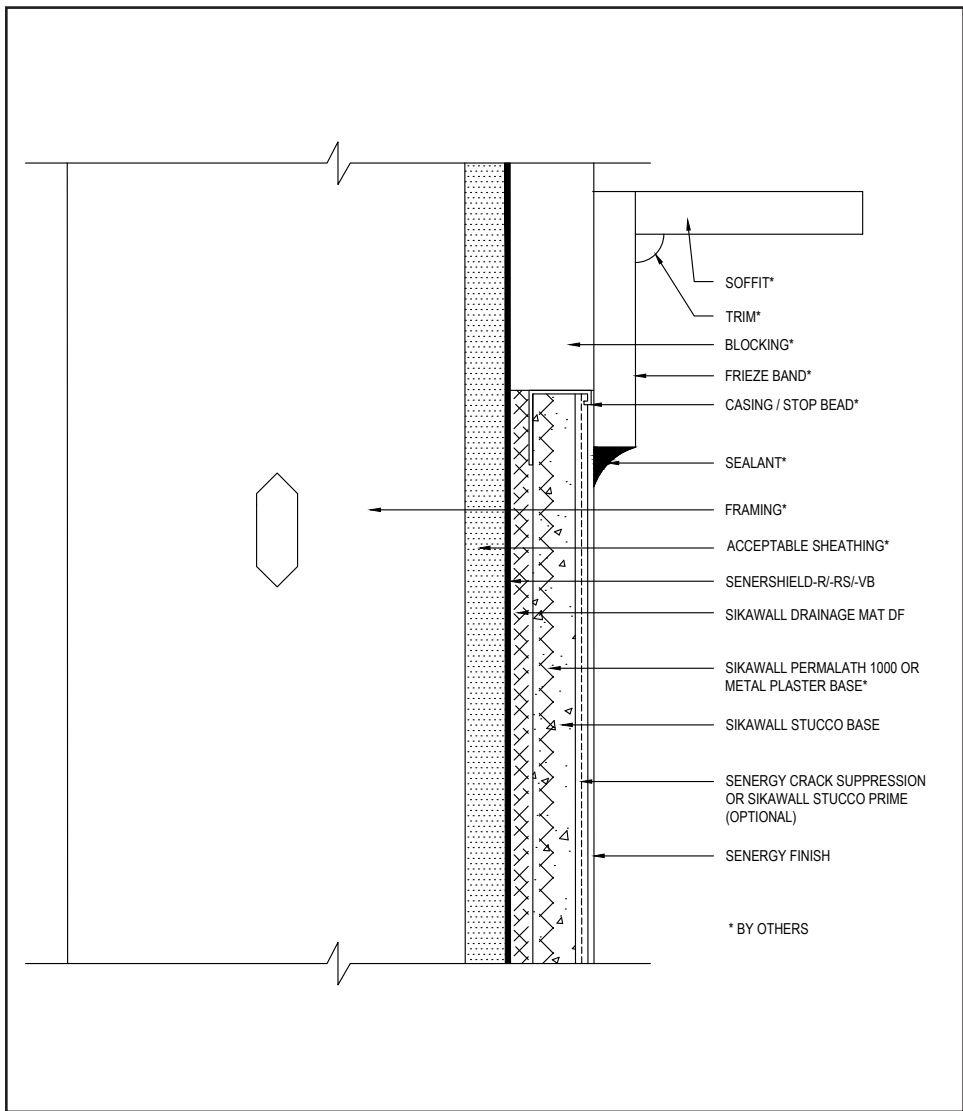 SOFFIT*
TRIM*
BLOCKING*
FRIEZE BAND*
CASING / STOP BEAD*
SEALANT*
FRAMING*
ACCEPTABLE SHEATHING*
SENERSHIELD-R/-RS/-VB
SIKAWALL DRAINAGE MAT DF
SIKAWALL PERMALATH 1000 OR
METAL PLASTER BASE*
SIKAWALL STUCCO BASE
SENERGY CRACK SUPPRESSION
OR SIKAWALL STUCCO PRIME
(OPTIONAL)
SENERGY FINISH
* BY OTHERS